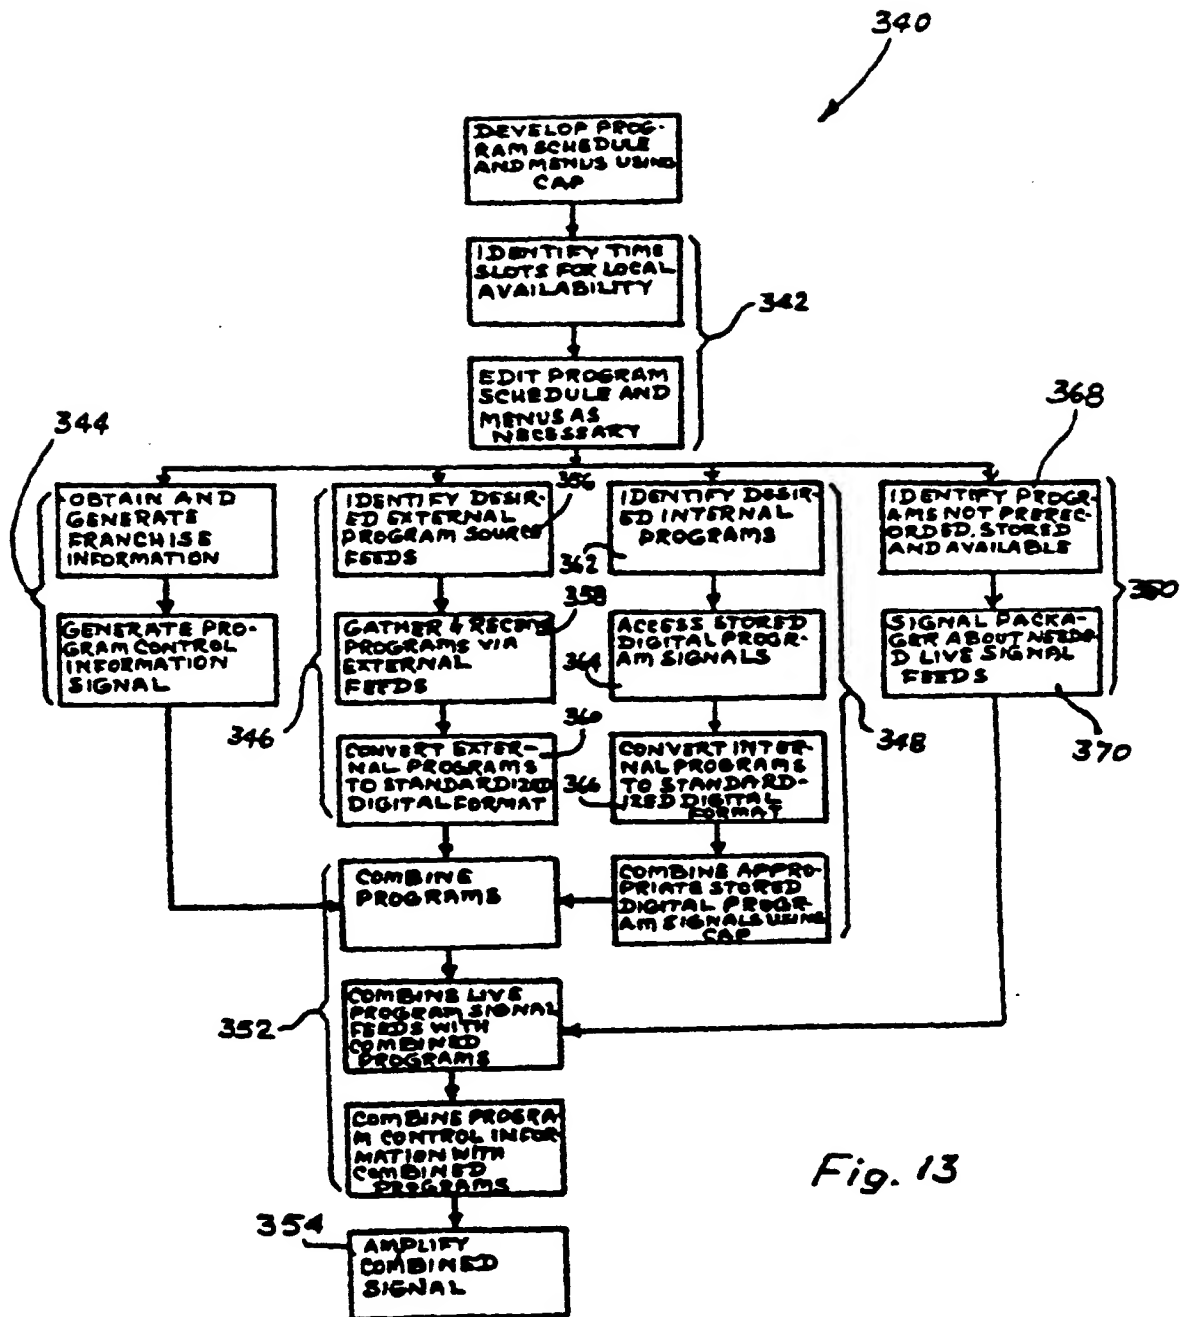 340
DEVELOP PROG-
RAM SCHEDULE
AND MENUS USING
CAP
IDENTIFY TIME
SLOTS FOR LOCAL
AVAILABILITY
342
EDIT PROGRAM
SCHEDULE AND
MENUS AS
NECESSARY
344
OBTAIN AND
GENERATE
FRANCHISE
INFORMATION
GENERATE PRO-
GRAM CONTROL
INFORMATION
SIGNAL
346
IDENTIFY DESIR-
ED EXTERNAL
PROGRAM SOURCE
FEEDS
356
GATHER & RECEIVE
PROGRAMS VIA
EXTERNAL
FEEDS
358
CONVERT EXTER-
NAL PROGRAMS
TO STANDARDIZED
DIGITAL FORMAT
360
IDENTIFY DESIR-
ED INTERNAL
PROGRAMS
362
ACCESS STORED
DIGITAL PROGR-
AM SIGNALS
364
CONVERT INTER-
NAL PROGRAMS
TO STANDARD-
IZED DIGITAL
FORMAT
366
COMBINE APPRO-
PRIATE STORED
DIGITAL PROGR-
AM SIGNALS USING
CAP
348
368
IDENTIFY PROGR-
AMS NOT PREREC-
ORDED, STORED
AND AVAILABLE
350
SIGNAL PACKA-
GER ABOUT NEEDE-
D LIVE SIGNAL
FEEDS
370
COMBINE
PROGRAMS
352
COMBINE LIVE
PROGRAM SIGNAL
FEEDS WITH
COMBINED
PROGRAMS
COMBINE PROGRA-
M CONTROL INFOR-
MATION WITH
COMBINED
PROGRAMS
354
AMPLIFY
COMBINED
SIGNAL
Fig. 13